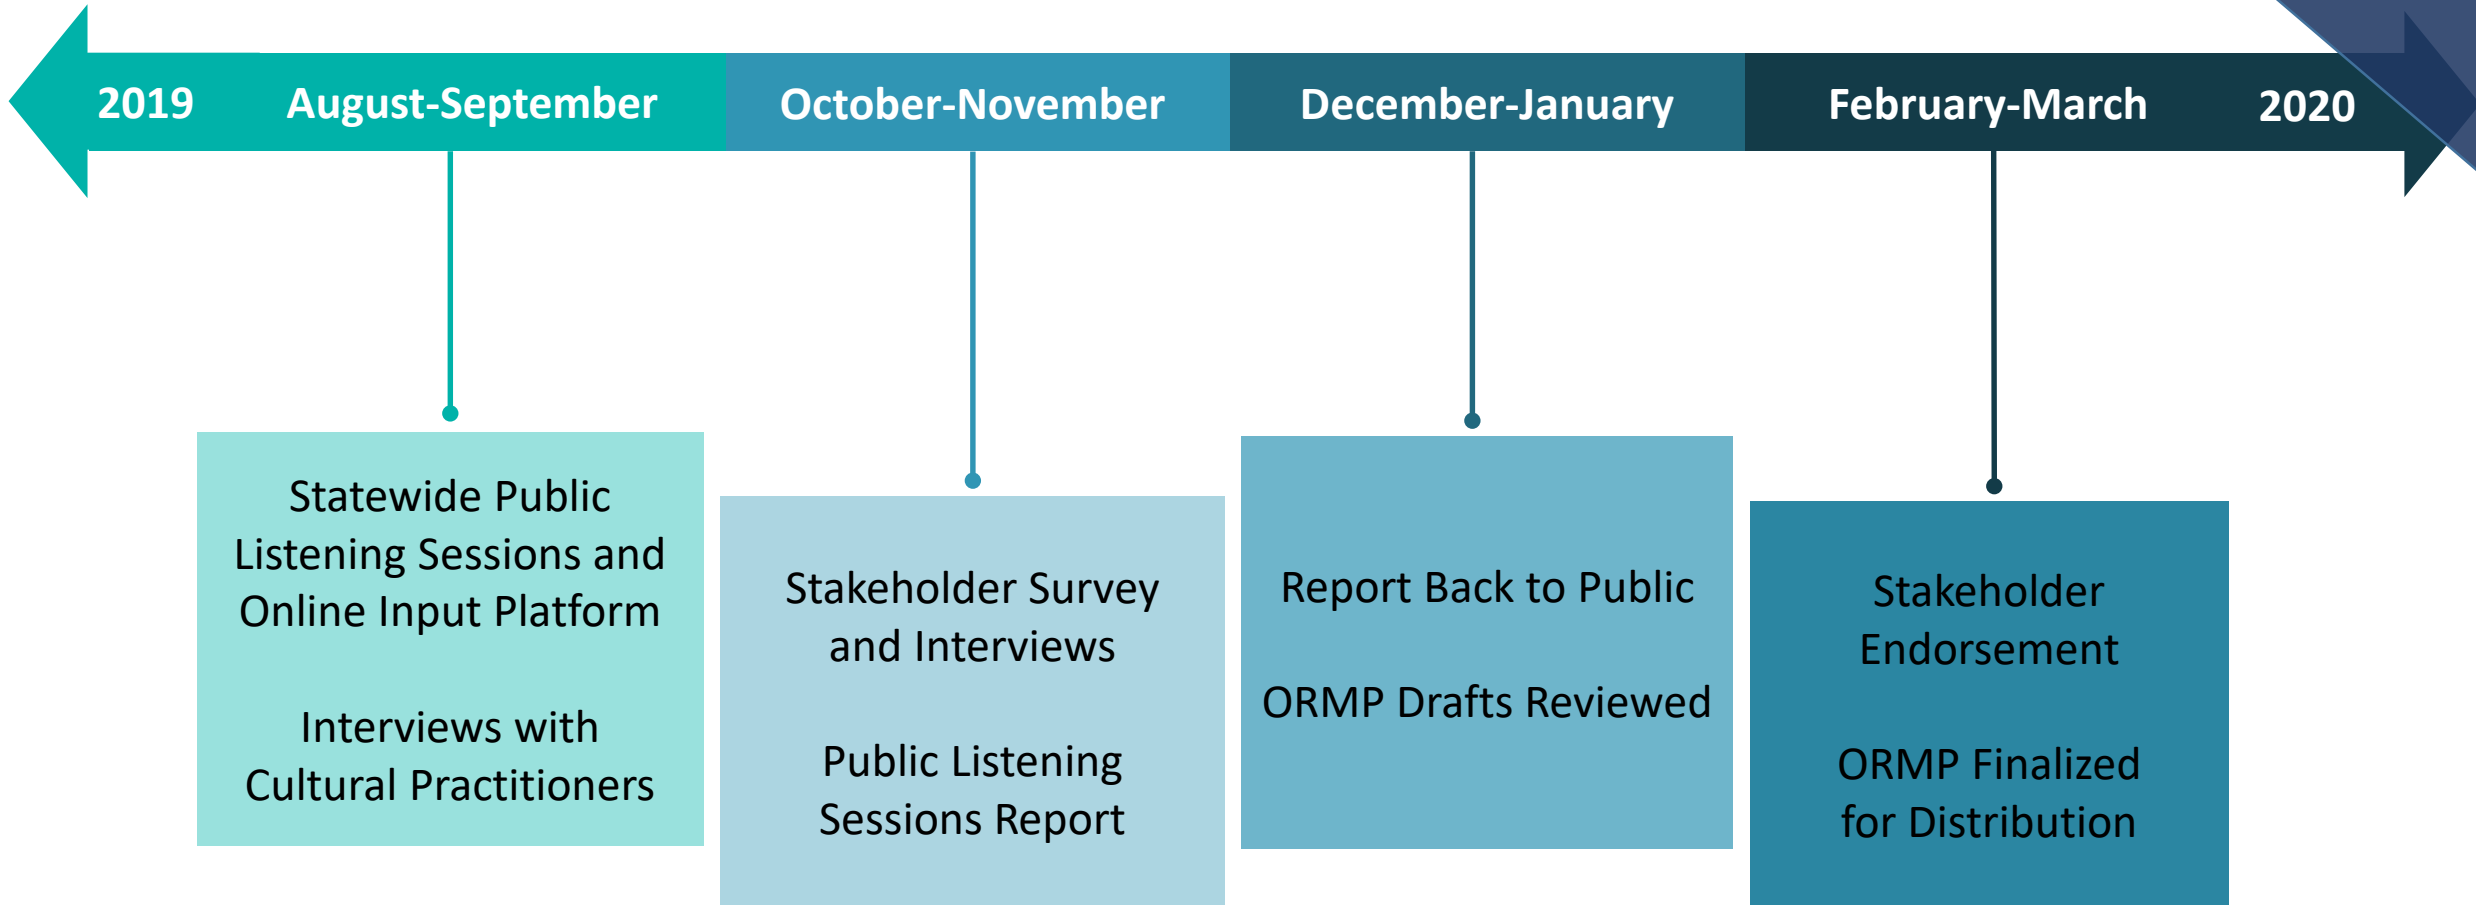 2019 August-September October-November December-January February-March 2020
Statewide Public
Listening Sessions and
Online Input Platform
Interviews with
Cultural Practitioners
Stakeholder Survey
and Interviews
Public Listening
Sessions Report
Report Back to Public
ORMP Drafts Reviewed
Stakeholder
Endorsement
ORMP Finalized
for Distribution